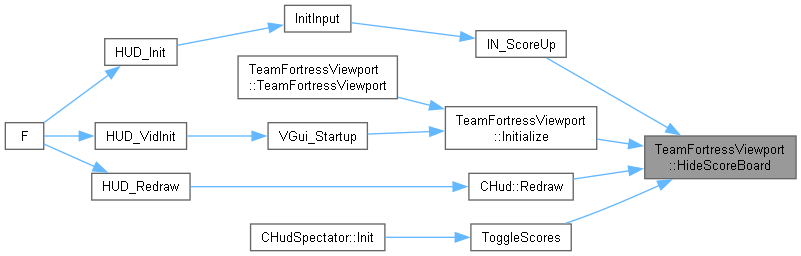 InitInput
HUD_Init
IN_ScoreUp
TeamFortressViewport
::TeamFortressViewport
F
HUD_VidInit
VGui_Startup
TeamFortressViewport
::Initialize
TeamFortressViewport
::HideScoreBoard
HUD_Redraw
CHud::Redraw
CHudSpectator::Init
ToggleScores